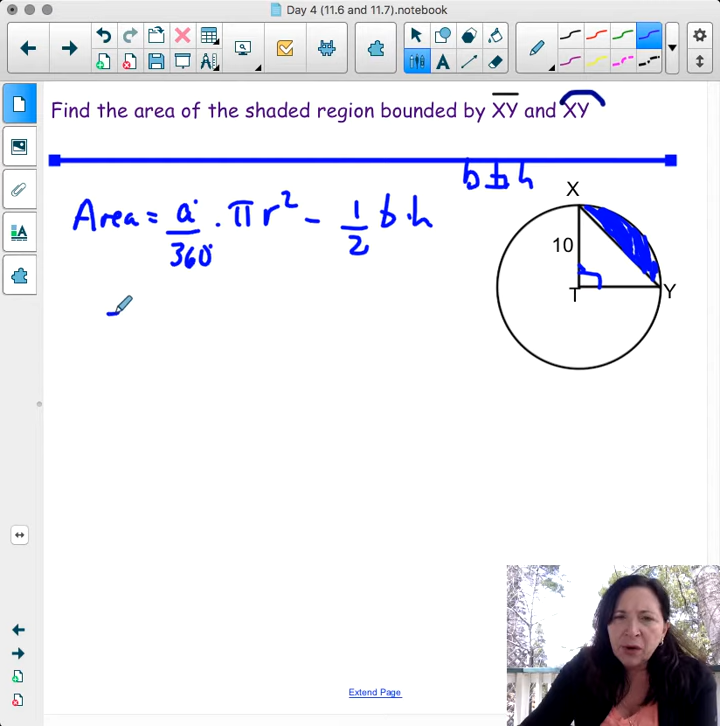 Day 4 (11.6 and 11.7).notebook
Find the area of the shaded region bounded by XY and XY
b ⊥ h
Area = a° / 360° · πr² − 1/2 b·h
X
10
T
Y
Extend Page